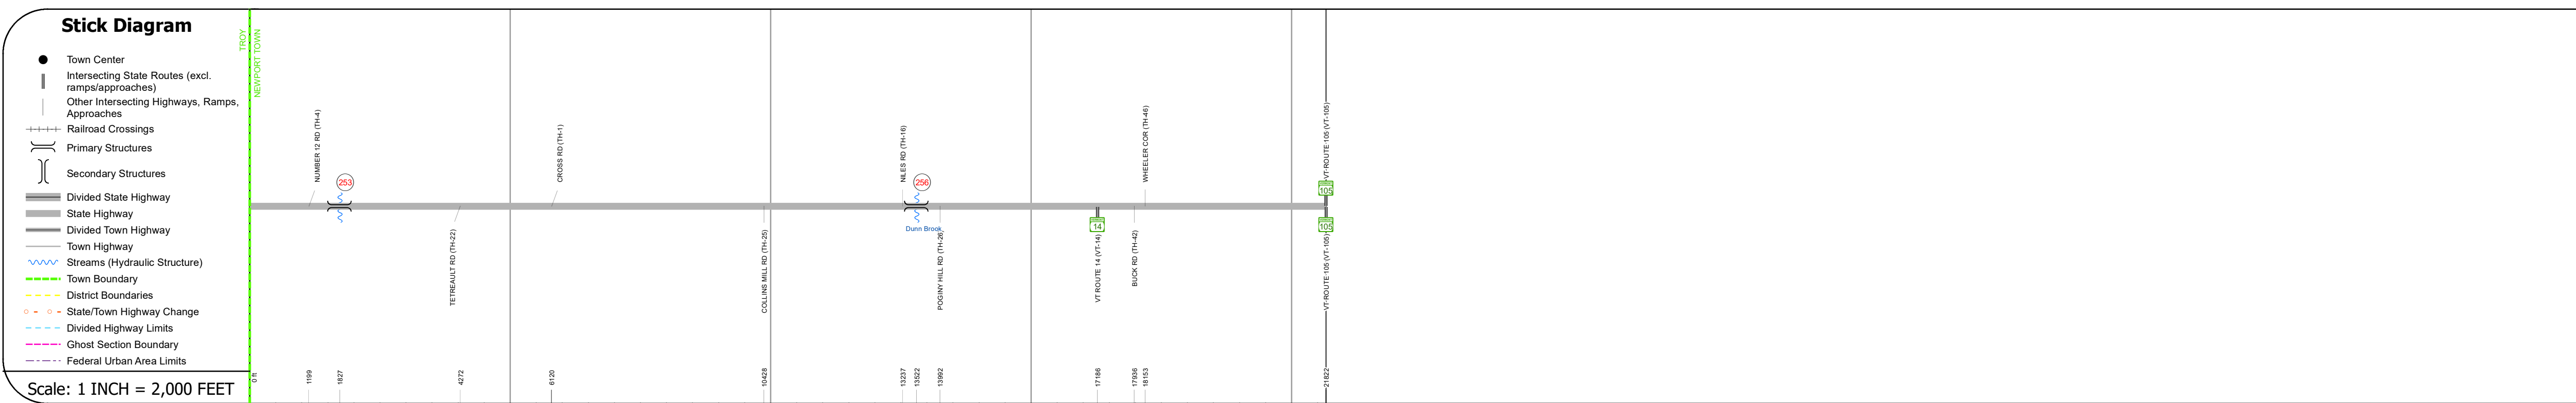 Stick Diagram
Town Center
Intersecting State Routes (excl.
ramps/approaches)
Other Intersecting Highways, Ramps,
Approaches
Railroad Crossings
Primary Structures
Secondary Structures
Divided State Highway
State Highway
Divided Town Highway
Town Highway
Streams (Hydraulic Structure)
Town Boundary
District Boundaries
State/Town Highway Change
Divided Highway Limits
Ghost Section Boundary
Federal Urban Area Limits
Scale: 1 INCH = 2,000 FEET
TROY
NEWPORT TOWN
NUMBER 12 RD (TH-4)
253
TETREAULT RD (TH-22)
CROSS RD (TH-1)
COLLINS MILL RD (TH-25)
NILES RD (TH-16)
256
Dunn Brook
POGINY HILL RD (TH-26)
14
VT ROUTE 14 (VT-14)
BUCK RD (TH-42)
WHEELER COR (TH-46)
VT-ROUTE 105 (VT-105)
105
105
VT-ROUTE 105 (VT-105)
0 ft
1199
1827
4272
6120
10428
13237
13522
13992
17186
17936
18153
21822